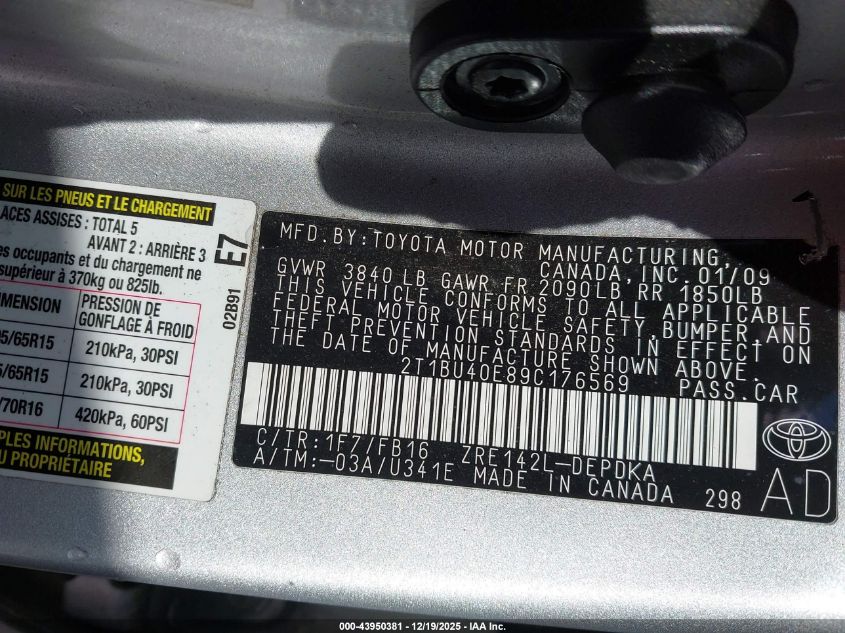 SUR LES PNEUS ET LE CHARGEMENT
LACES ASSISES : TOTAL 5
AVANT 2 : ARRIÈRE 3
es occupants et du chargement ne
supérieur à 370kg ou 825lb.
IMENSION PRESSION DE GONFLAGE À FROID
5/65R15 210kPa, 30PSI
5/65R15 210kPa, 30PSI
/70R16 420kPa, 60PSI
PLES INFORMATIONS,
E7
02B91
MFD. BY: TOYOTA MOTOR MANUFACTURING,
CANADA, INC. 01/09
GVWR 3840 LB GAWR FR 2090LB RR 1850LB
THIS VEHICLE CONFORMS TO ALL APPLICABLE
FEDERAL MOTOR VEHICLE SAFETY, BUMPER, AND
THEFT PREVENTION STANDARDS IN EFFECT ON
THE DATE OF MANUFACTURE SHOWN ABOVE.
2T1BU40E89C176569 PASS. CAR
C/TR: 1F7/FB16 ZRE142L-DEPDKA
A/TM: -03A/U341E MADE IN CANADA 298
AD
000-43950381 - 12/19/2025 - IAA Inc.